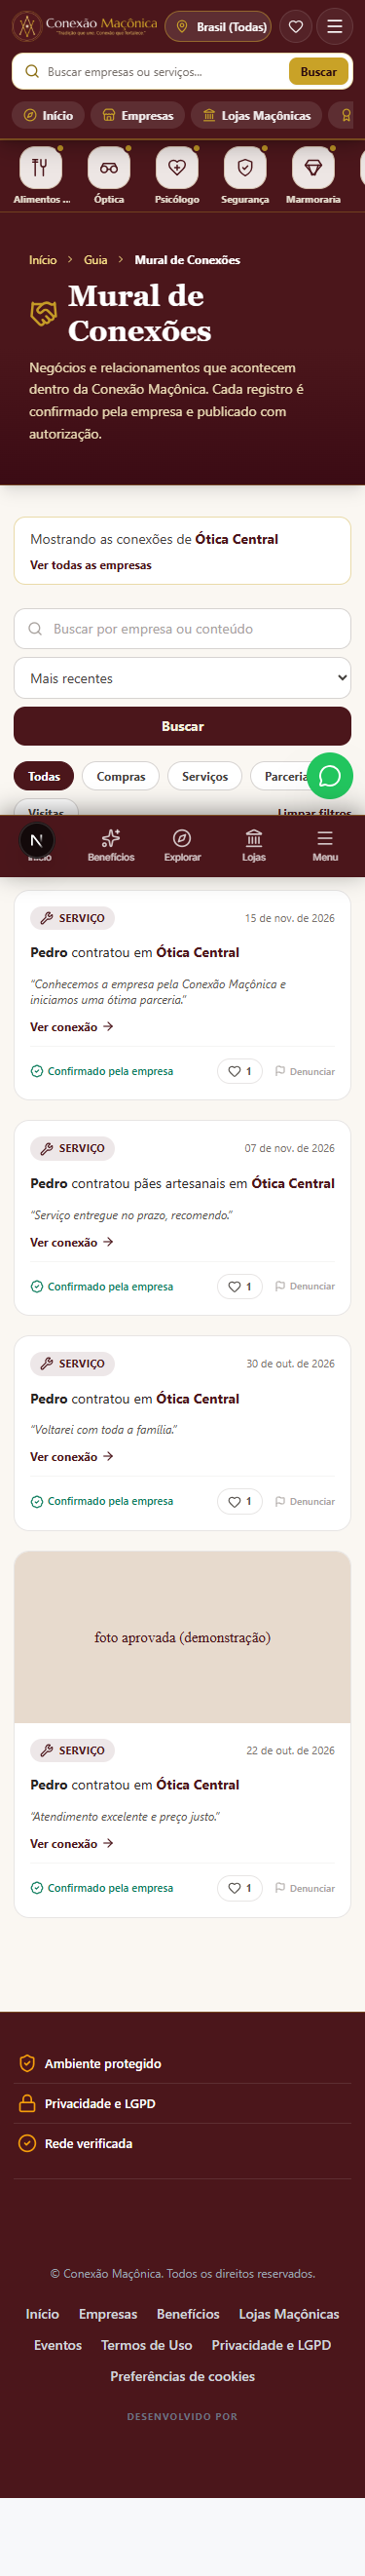 Conexão Maçônica
"Tradição que une. Conexão que fortalece."
Brasil (Todas)
Buscar empresas ou serviços...
Buscar
Início
Empresas
Lojas Maçônicas
Alimentos ...
Óptica
Psicólogo
Segurança
Marmoraria
Início > Guia > Mural de Conexões
Mural de
Conexões
Negócios e relacionamentos que acontecem
dentro da Conexão Maçônica. Cada registro é
confirmado pela empresa e publicado com
autorização.
Mostrando as conexões de Ótica Central
Ver todas as empresas
Buscar por empresa ou conteúdo
Mais recentes
Buscar
Todas
Compras
Serviços
Parceria
Visitas
Limpar filtros
N
Início
Benefícios
Explorar
Lojas
Menu
SERVIÇO
15 de nov. de 2026
Pedro contratou em Ótica Central
"Conhecemos a empresa pela Conexão Maçônica e
iniciamos uma ótima parceria."
Ver conexão →
Confirmado pela empresa
1
Denunciar
SERVIÇO
07 de nov. de 2026
Pedro contratou pães artesanais em Ótica Central
"Serviço entregue no prazo, recomendo."
Ver conexão →
Confirmado pela empresa
1
Denunciar
SERVIÇO
30 de out. de 2026
Pedro contratou em Ótica Central
"Voltarei com toda a família."
Ver conexão →
Confirmado pela empresa
1
Denunciar
foto aprovada (demonstração)
SERVIÇO
22 de out. de 2026
Pedro contratou em Ótica Central
"Atendimento excelente e preço justo."
Ver conexão →
Confirmado pela empresa
1
Denunciar
Ambiente protegido
Privacidade e LGPD
Rede verificada
© Conexão Maçônica. Todos os direitos reservados.
Início
Empresas
Benefícios
Lojas Maçônicas
Eventos
Termos de Uso
Privacidade e LGPD
Preferências de cookies
DESENVOLVIDO POR